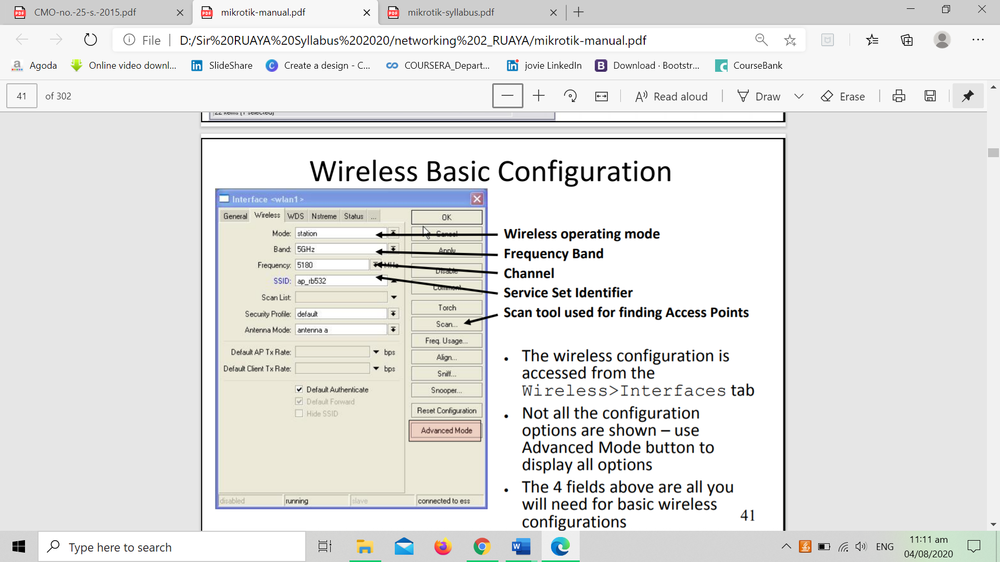 CMO-no.-25-s.-2015.pdf
mikrotik-manual.pdf
mikrotik-syllabus.pdf
File
D:/Sir%20RUAYA%20Syllabus%202020/networking%202_RUAYA/mikrotik-manual.pdf
Agoda
Online video downl...
SlideShare
Create a design - C...
COURSERA_Depart...
jovie LinkedIn
Download · Bootstr...
CourseBank
41 of 302
Read aloud
Draw
Erase
22 items (1 selected)
Wireless Basic Configuration
Interface <wlan1>
General Wireless WDS Nstreme Status ...
Mode: station
Band: 5GHz
Frequency: 5180 MHz
SSID: ap_rb532
Scan List:
Security Profile: default
Antenna Mode: antenna a
Default AP Tx Rate: bps
Default Client Tx Rate: bps
Default Authenticate
Default Forward
Hide SSID
OK
Cancel
Apply
Disable
Comment
Torch
Scan...
Freq. Usage...
Align...
Sniff...
Snooper...
Reset Configuration
Advanced Mode
disabled running slave connected to ess
Wireless operating mode
Frequency Band
Channel
Service Set Identifier
Scan tool used for finding Access Points
• The wireless configuration is
accessed from the
Wireless>Interfaces tab
• Not all the configuration
options are shown – use
Advanced Mode button to
display all options
• The 4 fields above are all you
will need for basic wireless
configurations
41
Type here to search
ENG
11:11 am
04/08/2020